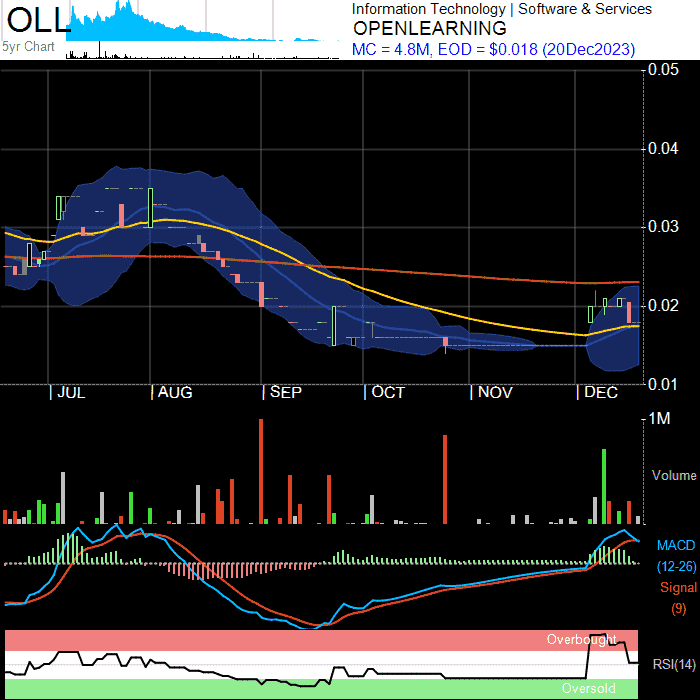 OLL
5yr Chart
Information Technology | Software & Services
OPENLEARNING
MC = 4.8M, EOD = $0.018 (20Dec2023)
0.05
0.04
0.03
0.02
0.01
| JUL | AUG | SEP | OCT | NOV | DEC
1M
Volume
MACD
(12-26)
Signal
(9)
Overbought
RSI(14)
Oversold